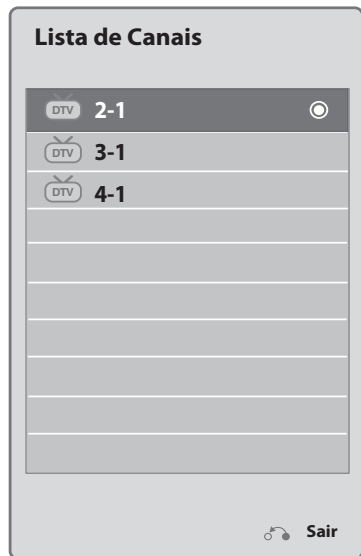 Lista de Canais
DTV 2-1
DTV 3-1
DTV 4-1
Sair